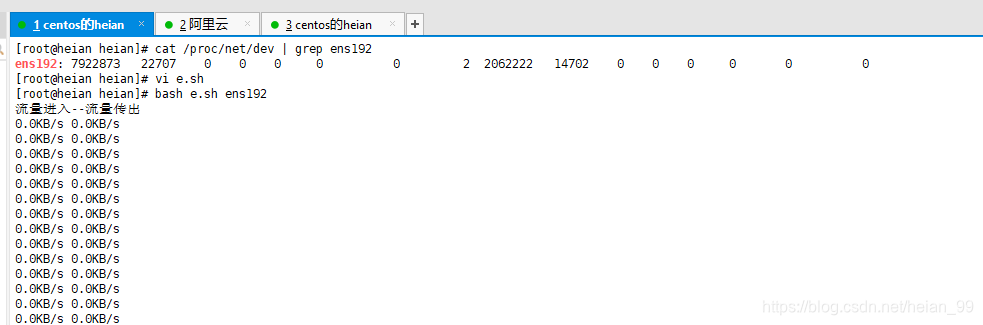 1 centos的heian × 2 阿里云 × 3 centos的heian × +
[root@heian heian]# cat /proc/net/dev | grep ens192
ens192: 7922873 22707 0 0 0 0 0 2 2062222 14702 0 0 0 0 0 0
[root@heian heian]# vi e.sh
[root@heian heian]# bash e.sh ens192
流量进入--流量传出
0.0KB/s 0.0KB/s
0.0KB/s 0.0KB/s
0.0KB/s 0.0KB/s
0.0KB/s 0.0KB/s
0.0KB/s 0.0KB/s
0.0KB/s 0.0KB/s
0.0KB/s 0.0KB/s
0.0KB/s 0.0KB/s
0.0KB/s 0.0KB/s
0.0KB/s 0.0KB/s
0.0KB/s 0.0KB/s
0.0KB/s 0.0KB/s
0.0KB/s 0.0KB/s
0.0KB/s 0.0KB/s
https://blog.csdn.net/heian_99